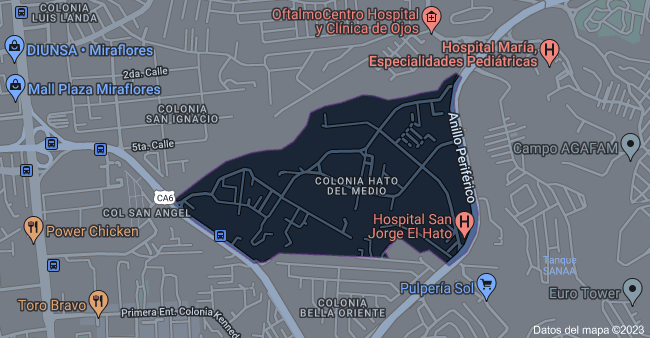 COLONIA
LUIS LANDA
OftalmoCentro Hospital
y Clínica de Ojos
DIUNSA • Miraflores
Hospital María,
Especialidades Pediátricas
2da. Calle
Mall Plaza Miraflores
COLONIA
SAN IGNACIO
Anillo Periférico
5ta. Calle
Campo AGAFAM
COLONIA HATO
DEL MEDIO
CA6
COL SAN ANGEL
Hospital San
Jorge El Hato
Power Chicken
Tanque
SANAA
Pulpería Sol
Euro Tower
Toro Bravo
COLONIA
BELLA ORIENTE
Primera Ent. Colonia Kenned
Datos del mapa ©2023